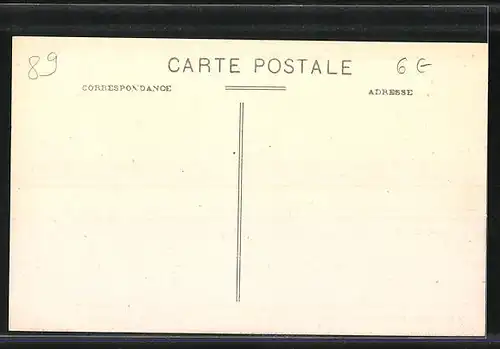 89
CARTE POSTALE
6 €
CORRESPONDANCE
ADRESSE